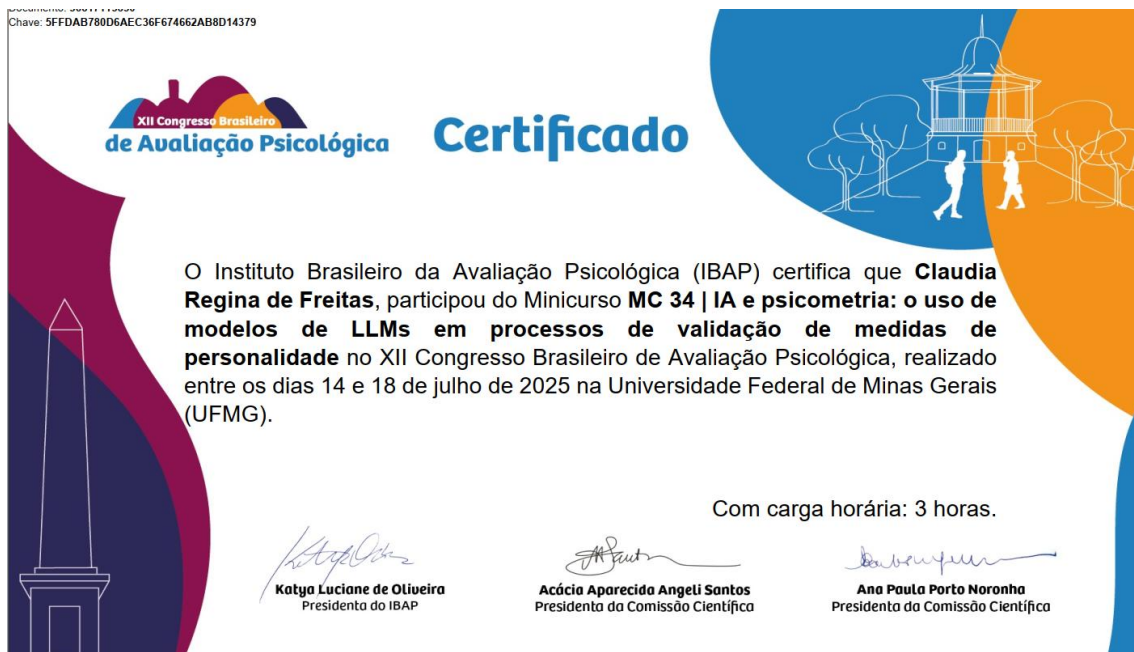 Chave: 5FFDAB780D6AEC36F674662AB8D14379
XII Congresso Brasileiro
de Avaliação Psicológica
Certificado
O Instituto Brasileiro da Avaliação Psicológica (IBAP) certifica que Claudia
Regina de Freitas, participou do Minicurso MC 34 | IA e psicometria: o uso de
modelos de LLMs em processos de validação de medidas de
personalidade no XII Congresso Brasileiro de Avaliação Psicológica, realizado
entre os dias 14 e 18 de julho de 2025 na Universidade Federal de Minas Gerais
(UFMG).
Com carga horária: 3 horas.
Katya Luciane de Oliveira
Presidenta do IBAP
Acácia Aparecida Angeli Santos
Presidenta da Comissão Científica
Ana Paula Porto Noronha
Presidenta da Comissão Científica